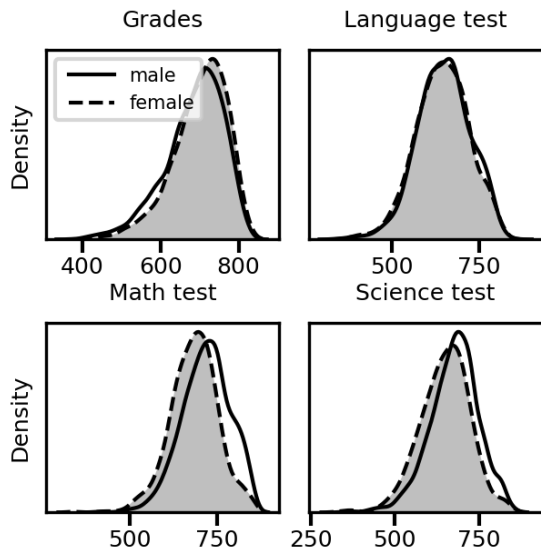 Grades
Language test
male
female
Density
400 600 800
500 750
Math test
Science test
Density
500 750
250 500 750